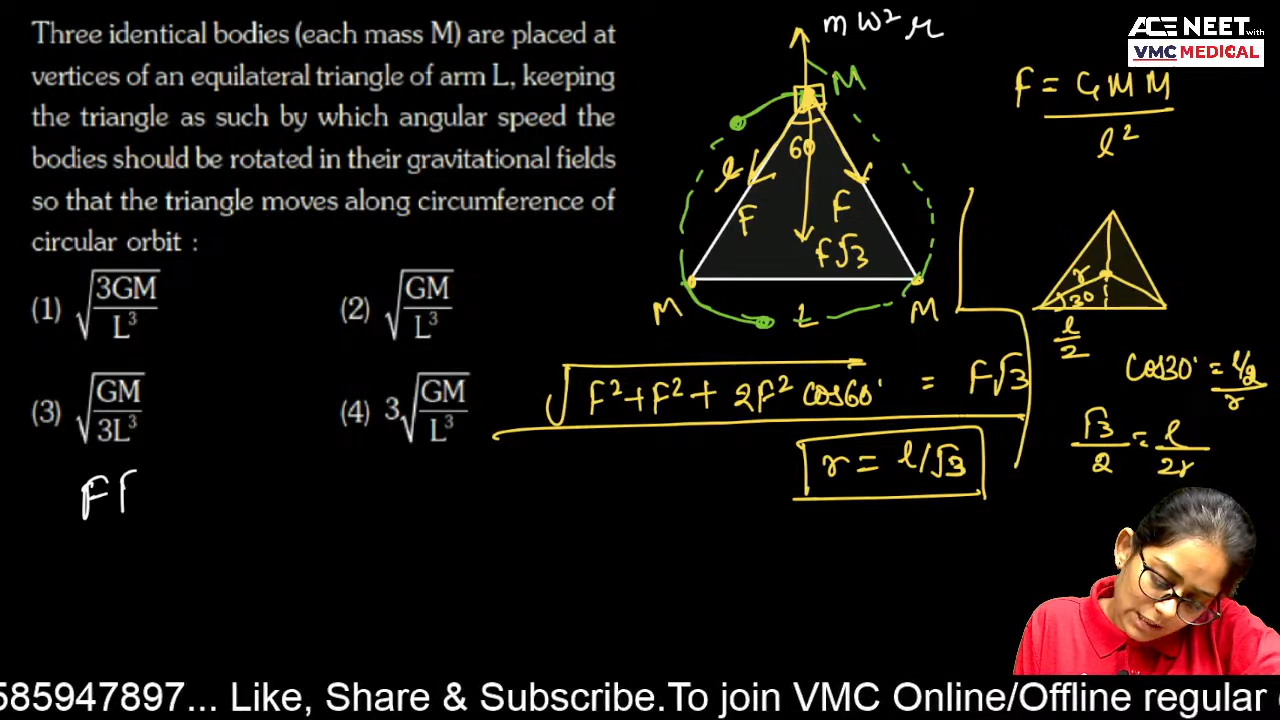 Three identical bodies (each mass M) are placed at
vertices of an equilateral triangle of arm L, keeping
the triangle as such by which angular speed the
bodies should be rotated in their gravitational fields
so that the triangle moves along circumference of
circular orbit :
(1) √(3GM/L³)
(2) √(GM/L³)
(3) √(GM/3L³)
(4) 3√(GM/L³)
F√
mω²r
M
60
l
F
F
F√3
M
L
M
F = GMM/l²
r
30
l/2
cos30° = l/2/r
√3/2 = l/2r
√(F²+F²+2F²cos60°) = F√3
r = l/√3
ACE NEET with
VMC MEDICAL
585947897... Like, Share & Subscribe.To join VMC Online/Offline regular